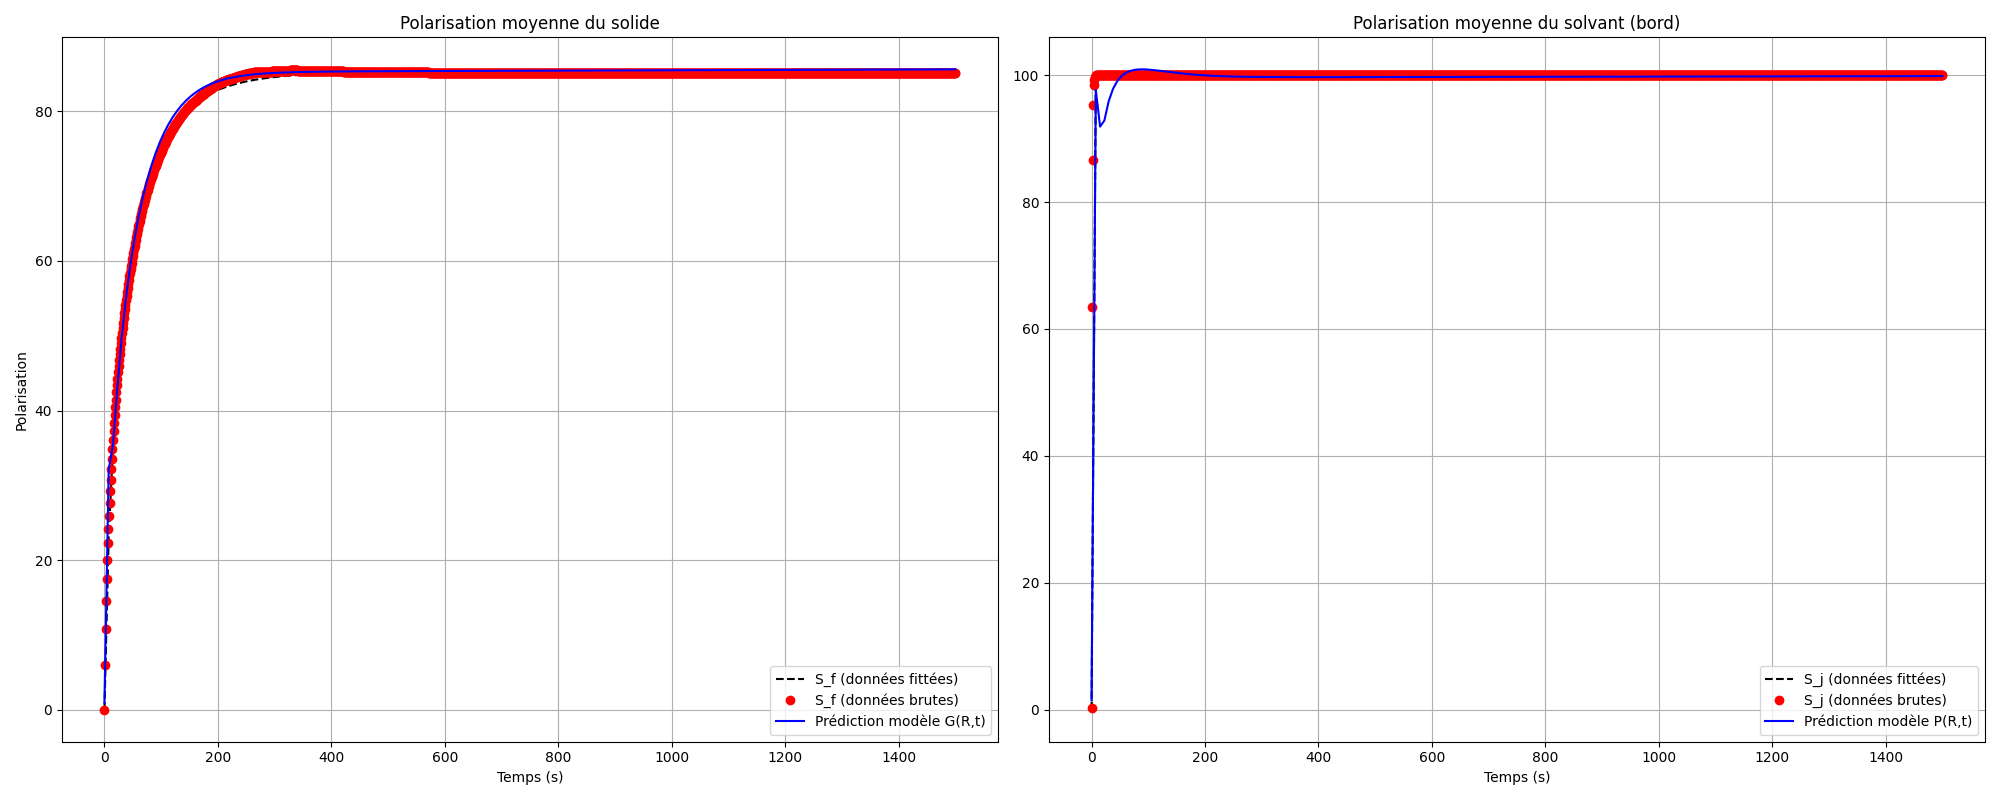 Polarisation moyenne du solide
Polarisation
80
60
40
20
0
0 200 400 600 800 1000 1200 1400
Temps (s)
S_f (données fittées)
S_f (données brutes)
Prédiction modèle G(R,t)
Polarisation moyenne du solvant (bord)
100
80
60
40
20
0
0 200 400 600 800 1000 1200 1400
Temps (s)
S_j (données fittées)
S_j (données brutes)
Prédiction modèle P(R,t)